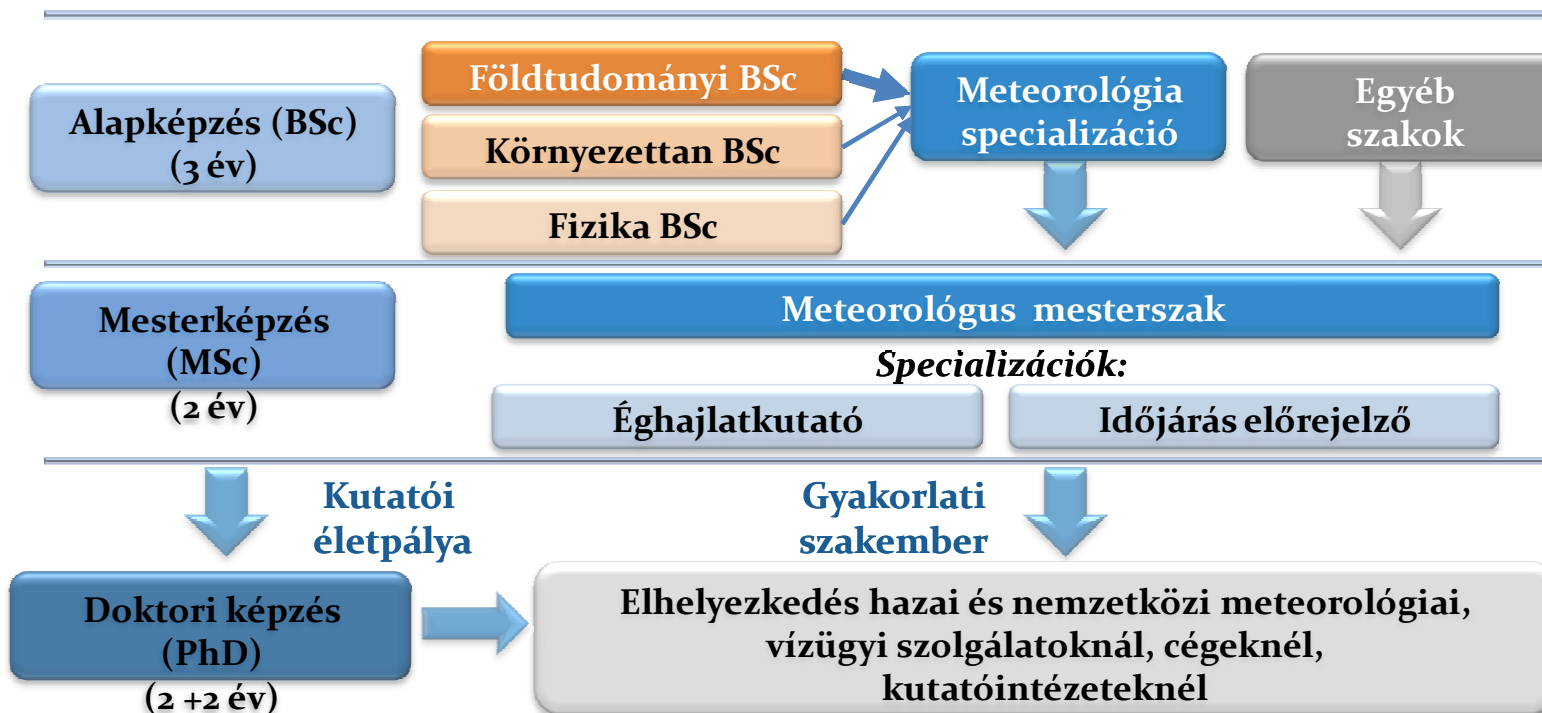 Alapképzés (BSc)
(3 év)
Földtudományi BSc
Környezettan BSc
Fizika BSc
Meteorológia
specializáció
Egyéb
szakok
Mesterképzés
(MSc)
(2 év)
Meteorológus mesterszak
Specializációk:
Éghajlatkutató
Időjárás előrejelző
Kutatói
életpálya
Gyakorlati
szakember
Doktori képzés
(PhD)
(2 +2 év)
Elhelyezkedés hazai és nemzetközi meteorológiai,
vízügyi szolgálatoknál, cégeknél,
kutatóintézeteknél